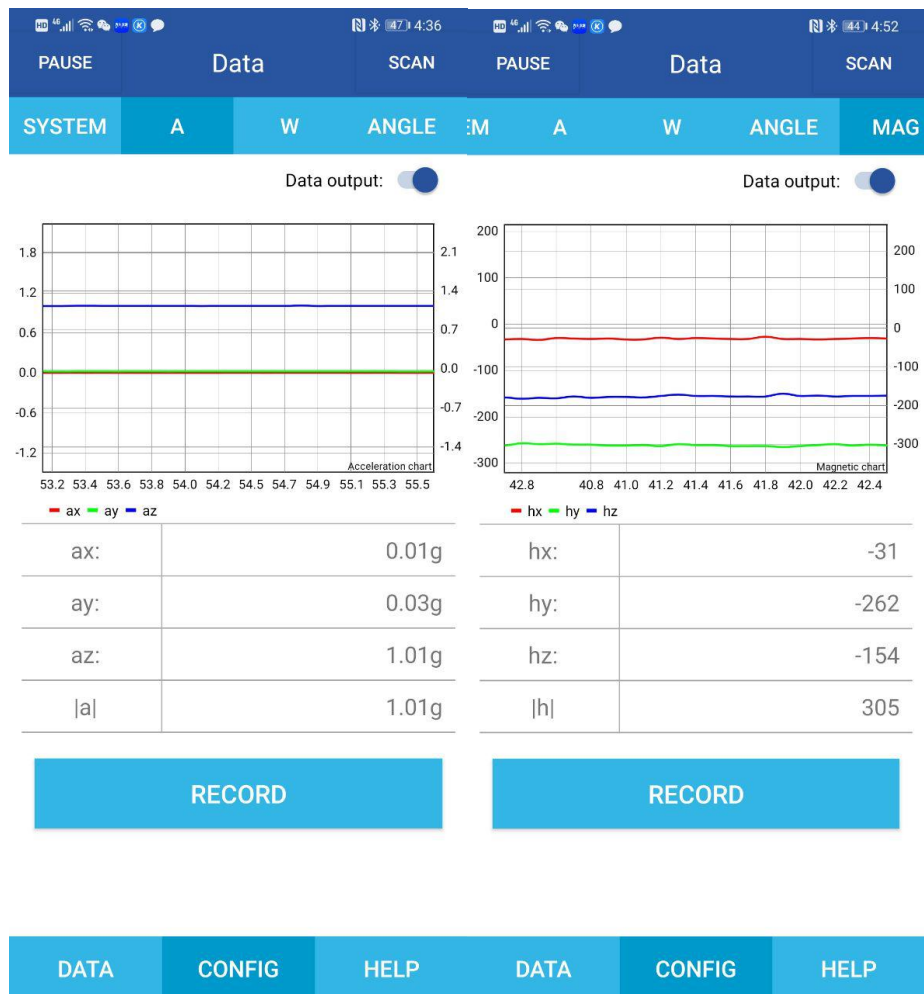 HD 46 K N 47 4:36
PAUSE Data SCAN
SYSTEM A W ANGLE
Data output:
1.8 2.1
1.2 1.4
0.6 0.7
0.0 0.0
-0.6 -0.7
-1.2 -1.4
Acceleration chart
53.2 53.4 53.6 53.8 54.0 54.2 54.5 54.7 54.9 55.1 55.3 55.5
ax ay az
ax: 0.01g
ay: 0.03g
az: 1.01g
|a| 1.01g
RECORD
DATA CONFIG HELP
HD 46 K N 44 4:52
PAUSE Data SCAN
EM A W ANGLE MAG
Data output:
200 200
100 100
0 0
-100 -100
-200 -200
-300 -300
Magnetic chart
42.8 40.8 41.0 41.2 41.4 41.6 41.8 42.0 42.2 42.4
hx hy hz
hx: -31
hy: -262
hz: -154
|h| 305
RECORD
DATA CONFIG HELP